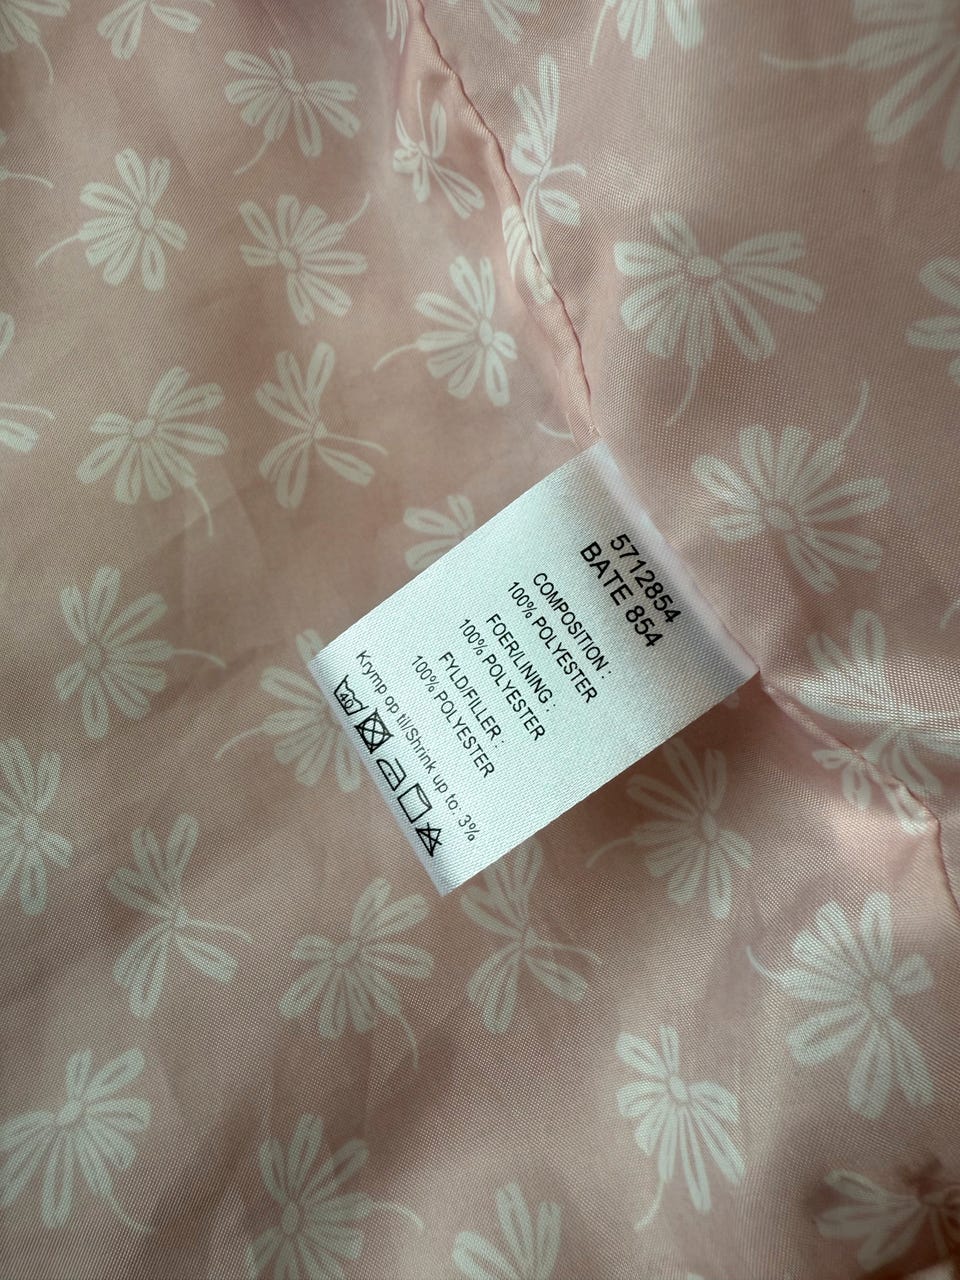 5712854
BATE 854
COMPOSITION :
100% POLYESTER
FOER/LINING :
100% POLYESTER
FYLD/FILLER :
100% POLYESTER
Krymp op til/Shrink up to: 3%
40